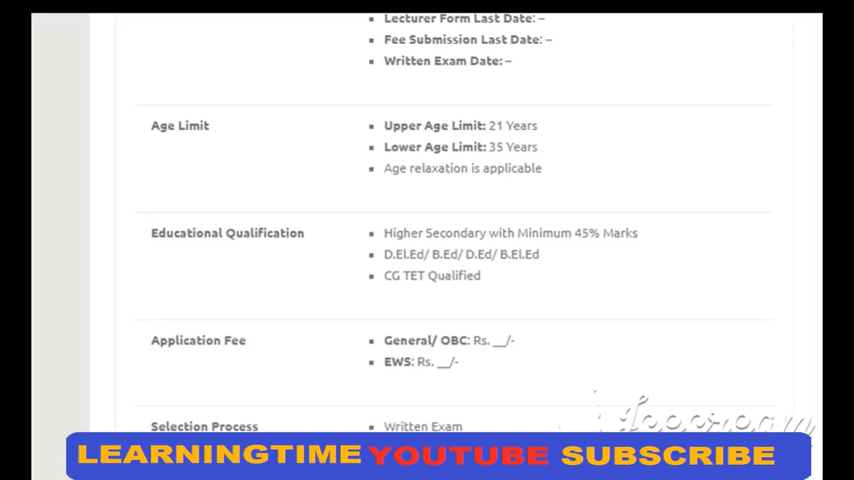 Lecturer Form Last Date: –
Fee Submission Last Date: –
Written Exam Date: –
Age Limit
Upper Age Limit: 21 Years
Lower Age Limit: 35 Years
Age relaxation is applicable
Educational Qualification
Higher Secondary with Minimum 45% Marks
D.El.Ed/ B.Ed/ D.Ed/ B.El.Ed
CG TET Qualified
Application Fee
General/ OBC: Rs. __/-
EWS: Rs. __/-
Selection Process
Written Exam
LEARNINGTIME YOUTUBE SUBSCRIBE